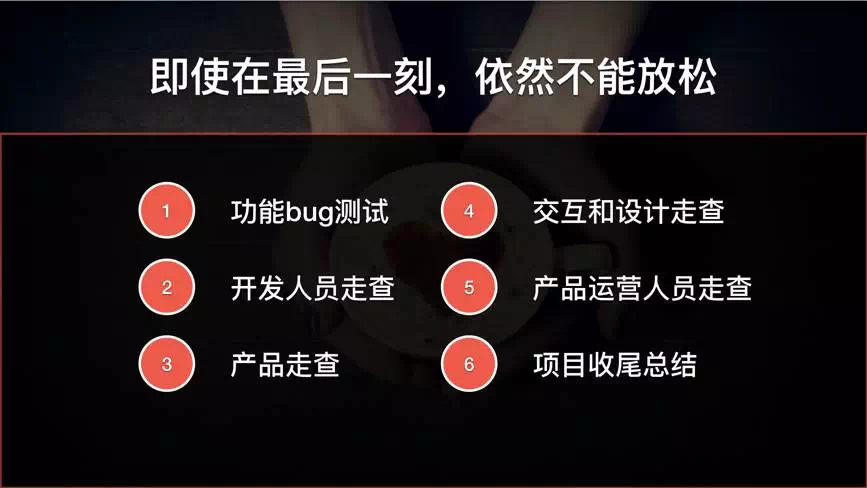 即使在最后一刻，依然不能放松
1 功能bug测试
2 开发人员走查
3 产品走查
4 交互和设计走查
5 产品运营人员走查
6 项目收尾总结